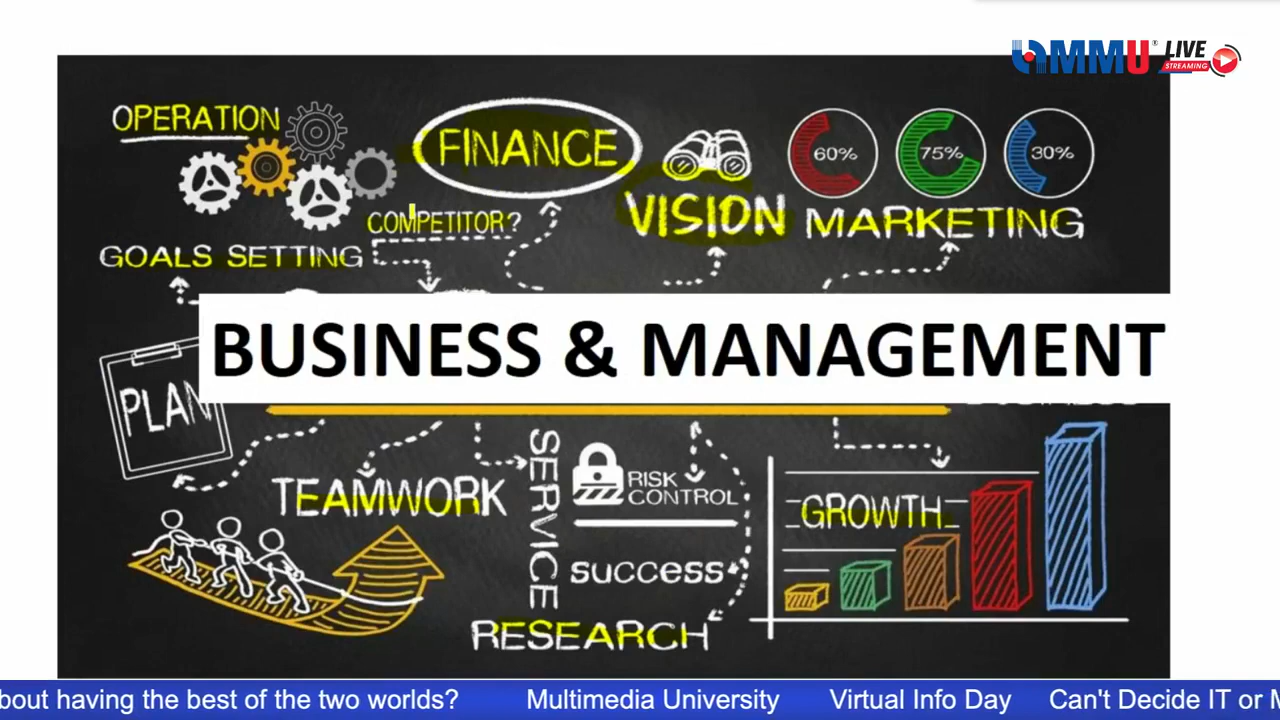 MMU LIVE
STREAMING
OPERATION
FINANCE
60%
75%
30%
VISION
MARKETING
COMPETITOR?
GOALS SETTING
BUSINESS & MANAGEMENT
PLAN
SERVICE
TEAMWORK
RISK
CONTROL
GROWTH
success
RESEARCH
bout having the best of the two worlds? Multimedia University Virtual Info Day Can't Decide IT or